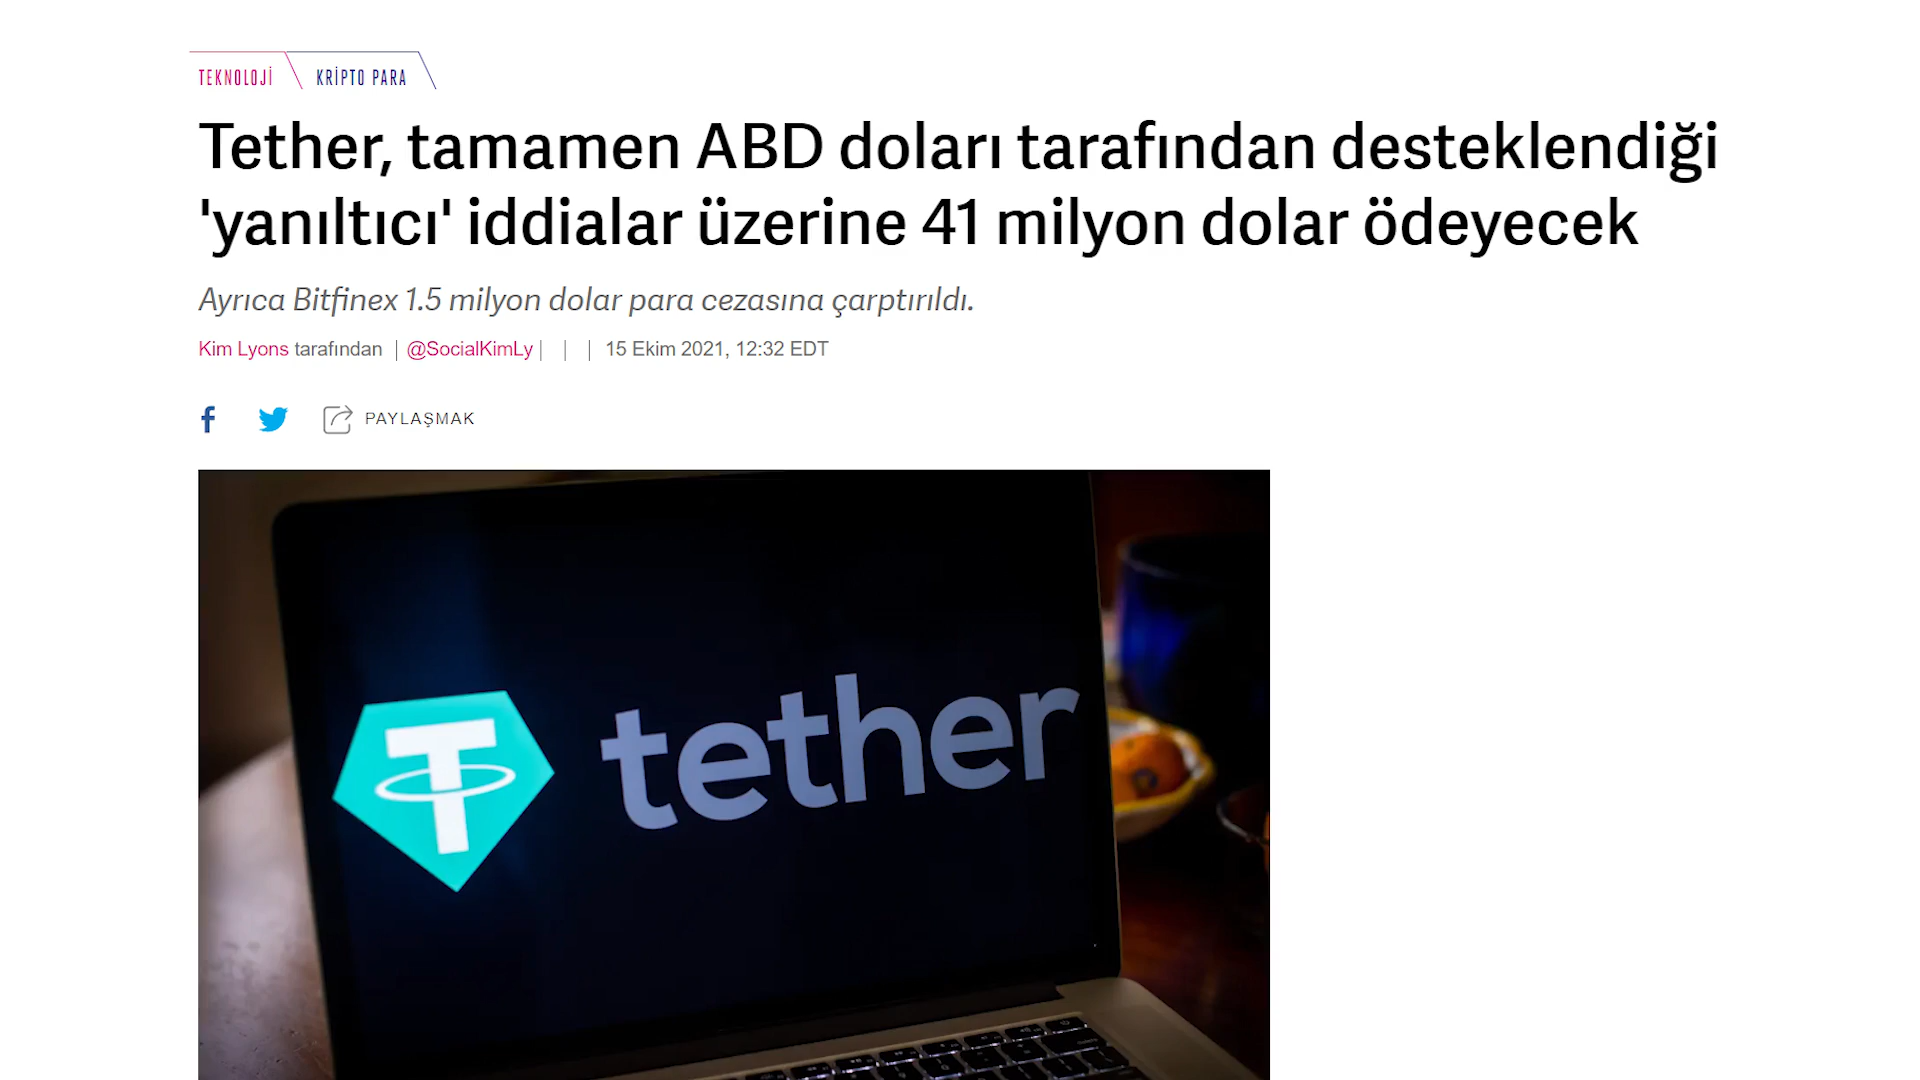 TEKNOLOJİ KRİPTO PARA
Tether, tamamen ABD doları tarafından desteklendiği
'yanıltıcı' iddialar üzerine 41 milyon dolar ödeyecek
Ayrıca Bitfinex 1.5 milyon dolar para cezasına çarptırıldı.
Kim Lyons tarafından | @SocialKimLy | | | 15 Ekim 2021, 12:32 EDT
PAYLAŞMAK
tether